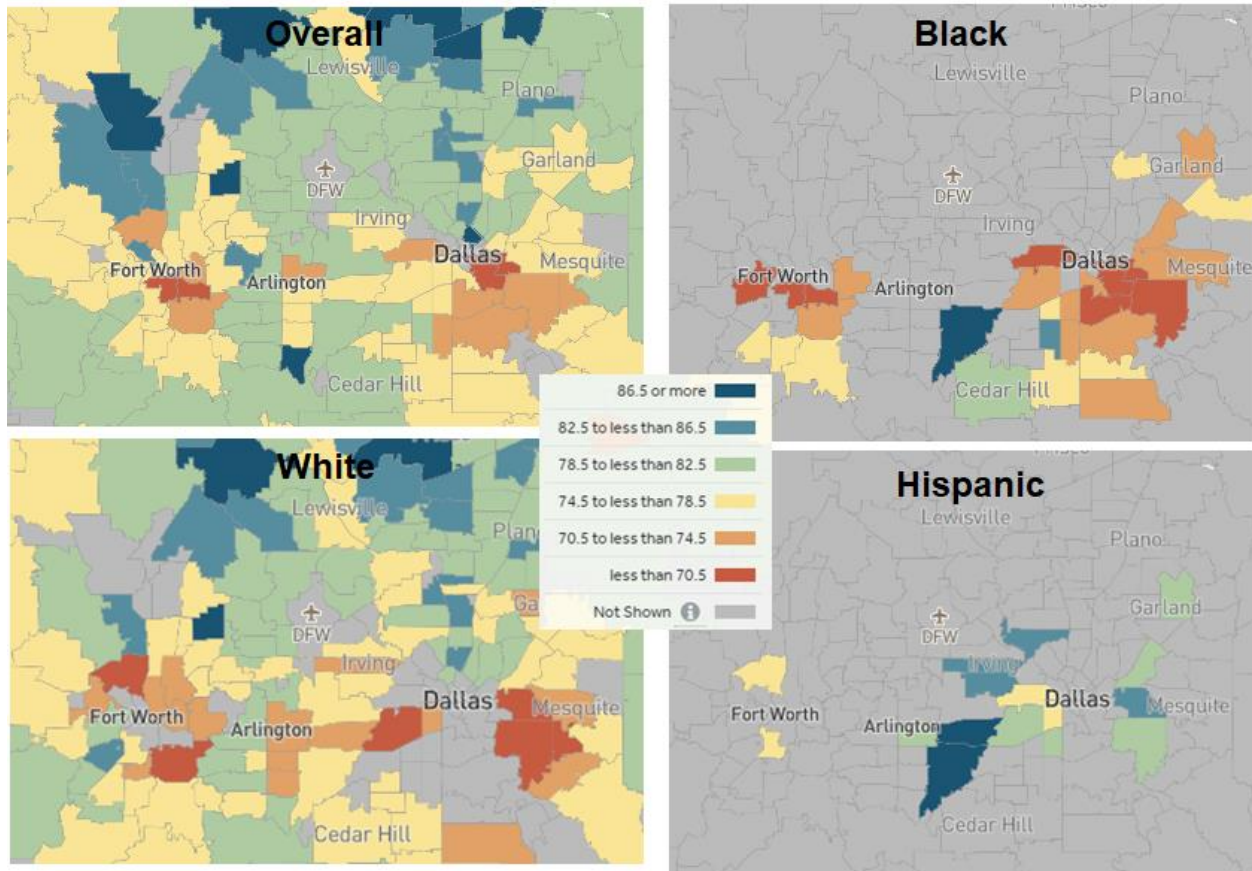 Overall
Lewisville
Plano
Garland
DFW
Irving
Dallas
Mesquite
Fort Worth
Arlington
Cedar Hill
Black
Lewisville
Plano
Garland
DFW
Irving
Dallas
Mesquite
Fort Worth
Arlington
Cedar Hill
86.5 or more
82.5 to less than 86.5
78.5 to less than 82.5
74.5 to less than 78.5
70.5 to less than 74.5
less than 70.5
Not Shown
White
Lewisville
Plan
Ga
DFW
Irving
Dallas
Mesquite
Fort Worth
Arlington
Cedar Hill
Hispanic
Lewisville
Plano
Garland
DFW
Irving
Dallas
Mesquite
Fort Worth
Arlington
Cedar Hill